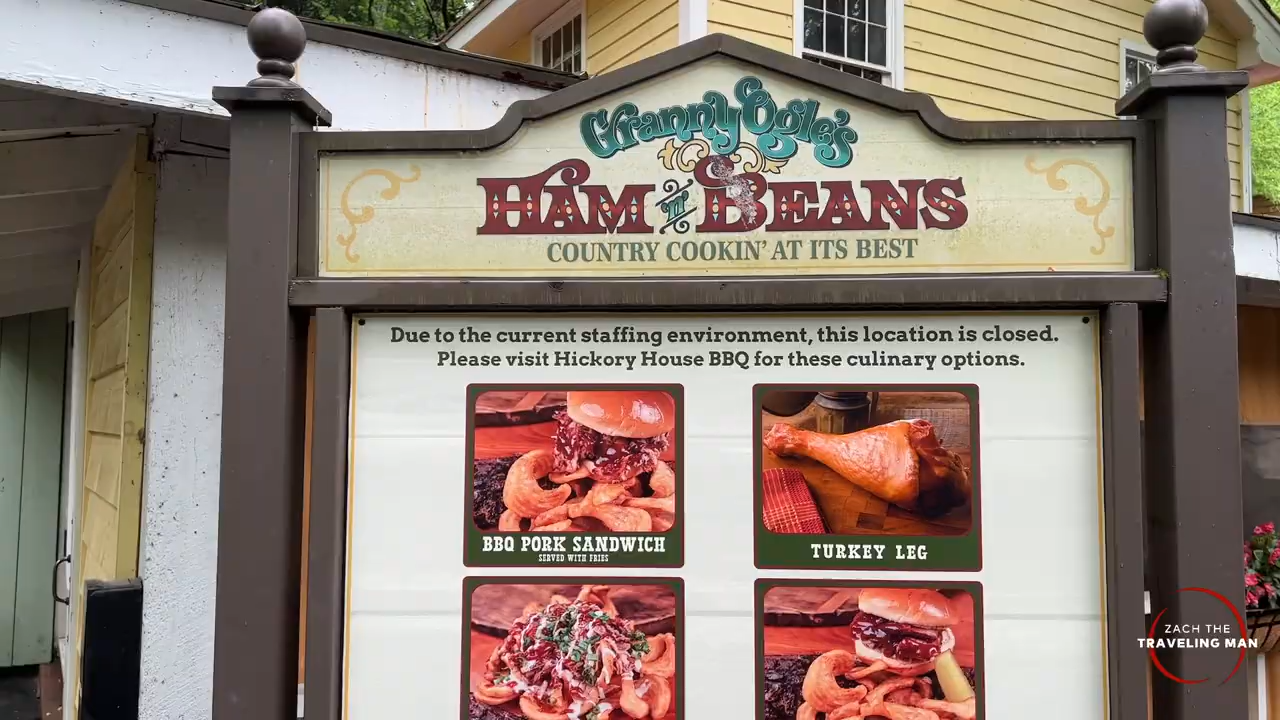 Granny Ogle's
HAM 'n' BEANS
COUNTRY COOKIN' AT ITS BEST
Due to the current staffing environment, this location is closed.
Please visit Hickory House BBQ for these culinary options.
BBQ PORK SANDWICH
SERVED WITH FRIES
TURKEY LEG
ZACH THE
TRAVELING MAN